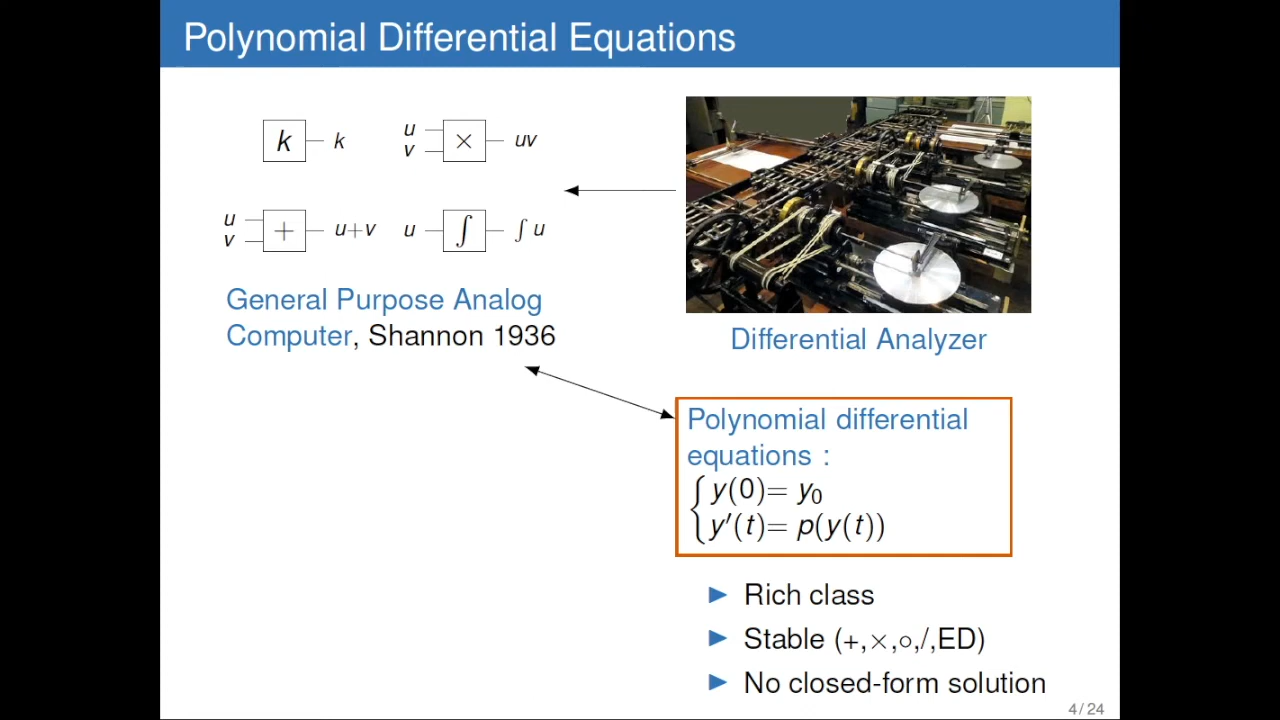 Polynomial Differential Equations
k k
u
v × uv
u
v + u+v
u ∫ ∫ u
General Purpose Analog
Computer, Shannon 1936
Differential Analyzer
Polynomial differential
equations :
{ y(0)= y₀
y′(t)= p(y(t))
► Rich class
► Stable (+,×,∘,/,ED)
► No closed-form solution
4/24